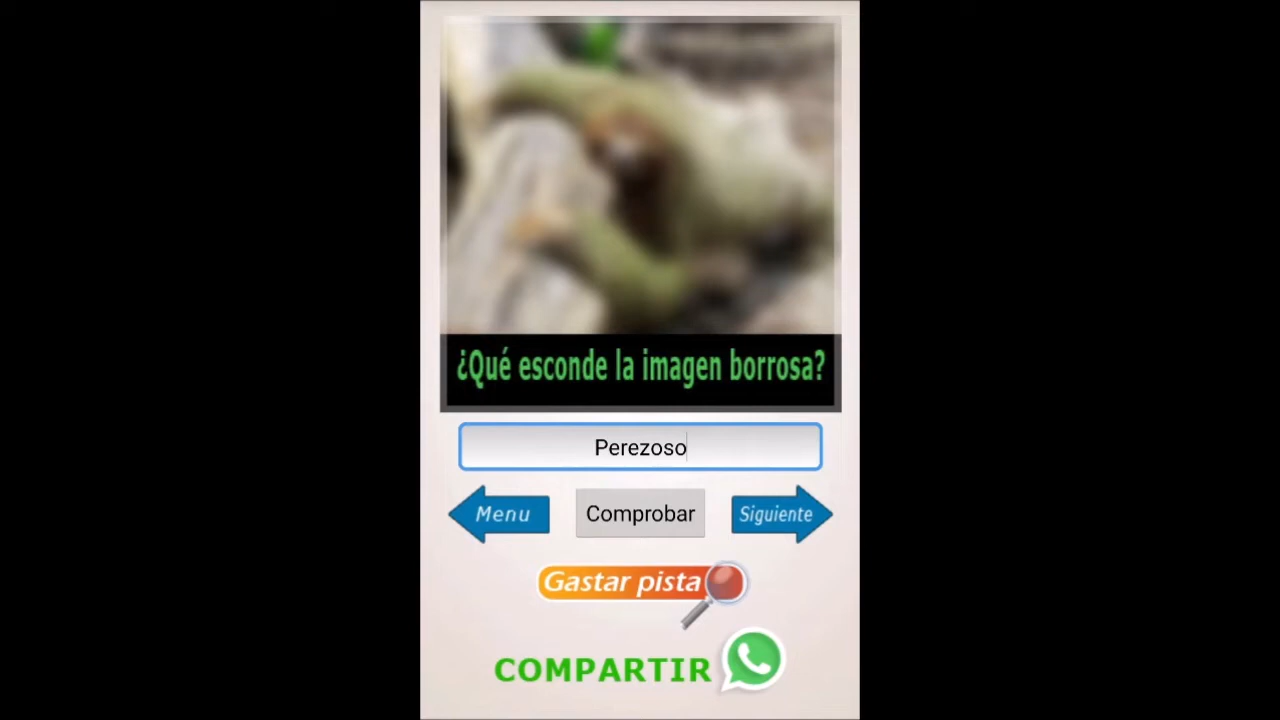 ¿Qué esconde la imagen borrosa?
Perezoso
Menu
Comprobar
Siguiente
Gastar pista
COMPARTIR